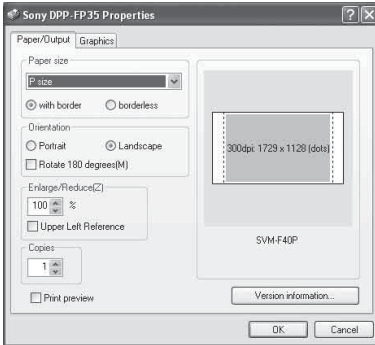 Sony DPP-FP35 Properties
Paper/Output Graphics
Paper size
P size
with border borderless
Orientation
Portrait Landscape
Rotate 180 degrees(M)
Enlarge/Reduce(Z)
100 %
Upper Left Reference
Copies
1
Print preview
300dpi: 1729 x 1128 (dots)
SVM-F40P
Version information...
OK Cancel